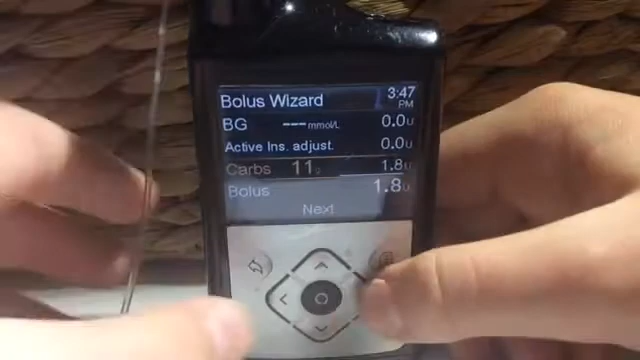 Bolus Wizard 3:47 PM
BG --- mmol/L 0.0u
Active Ins. adjust. 0.0u
Carbs 11g 1.8u
Bolus 1.8u
Next